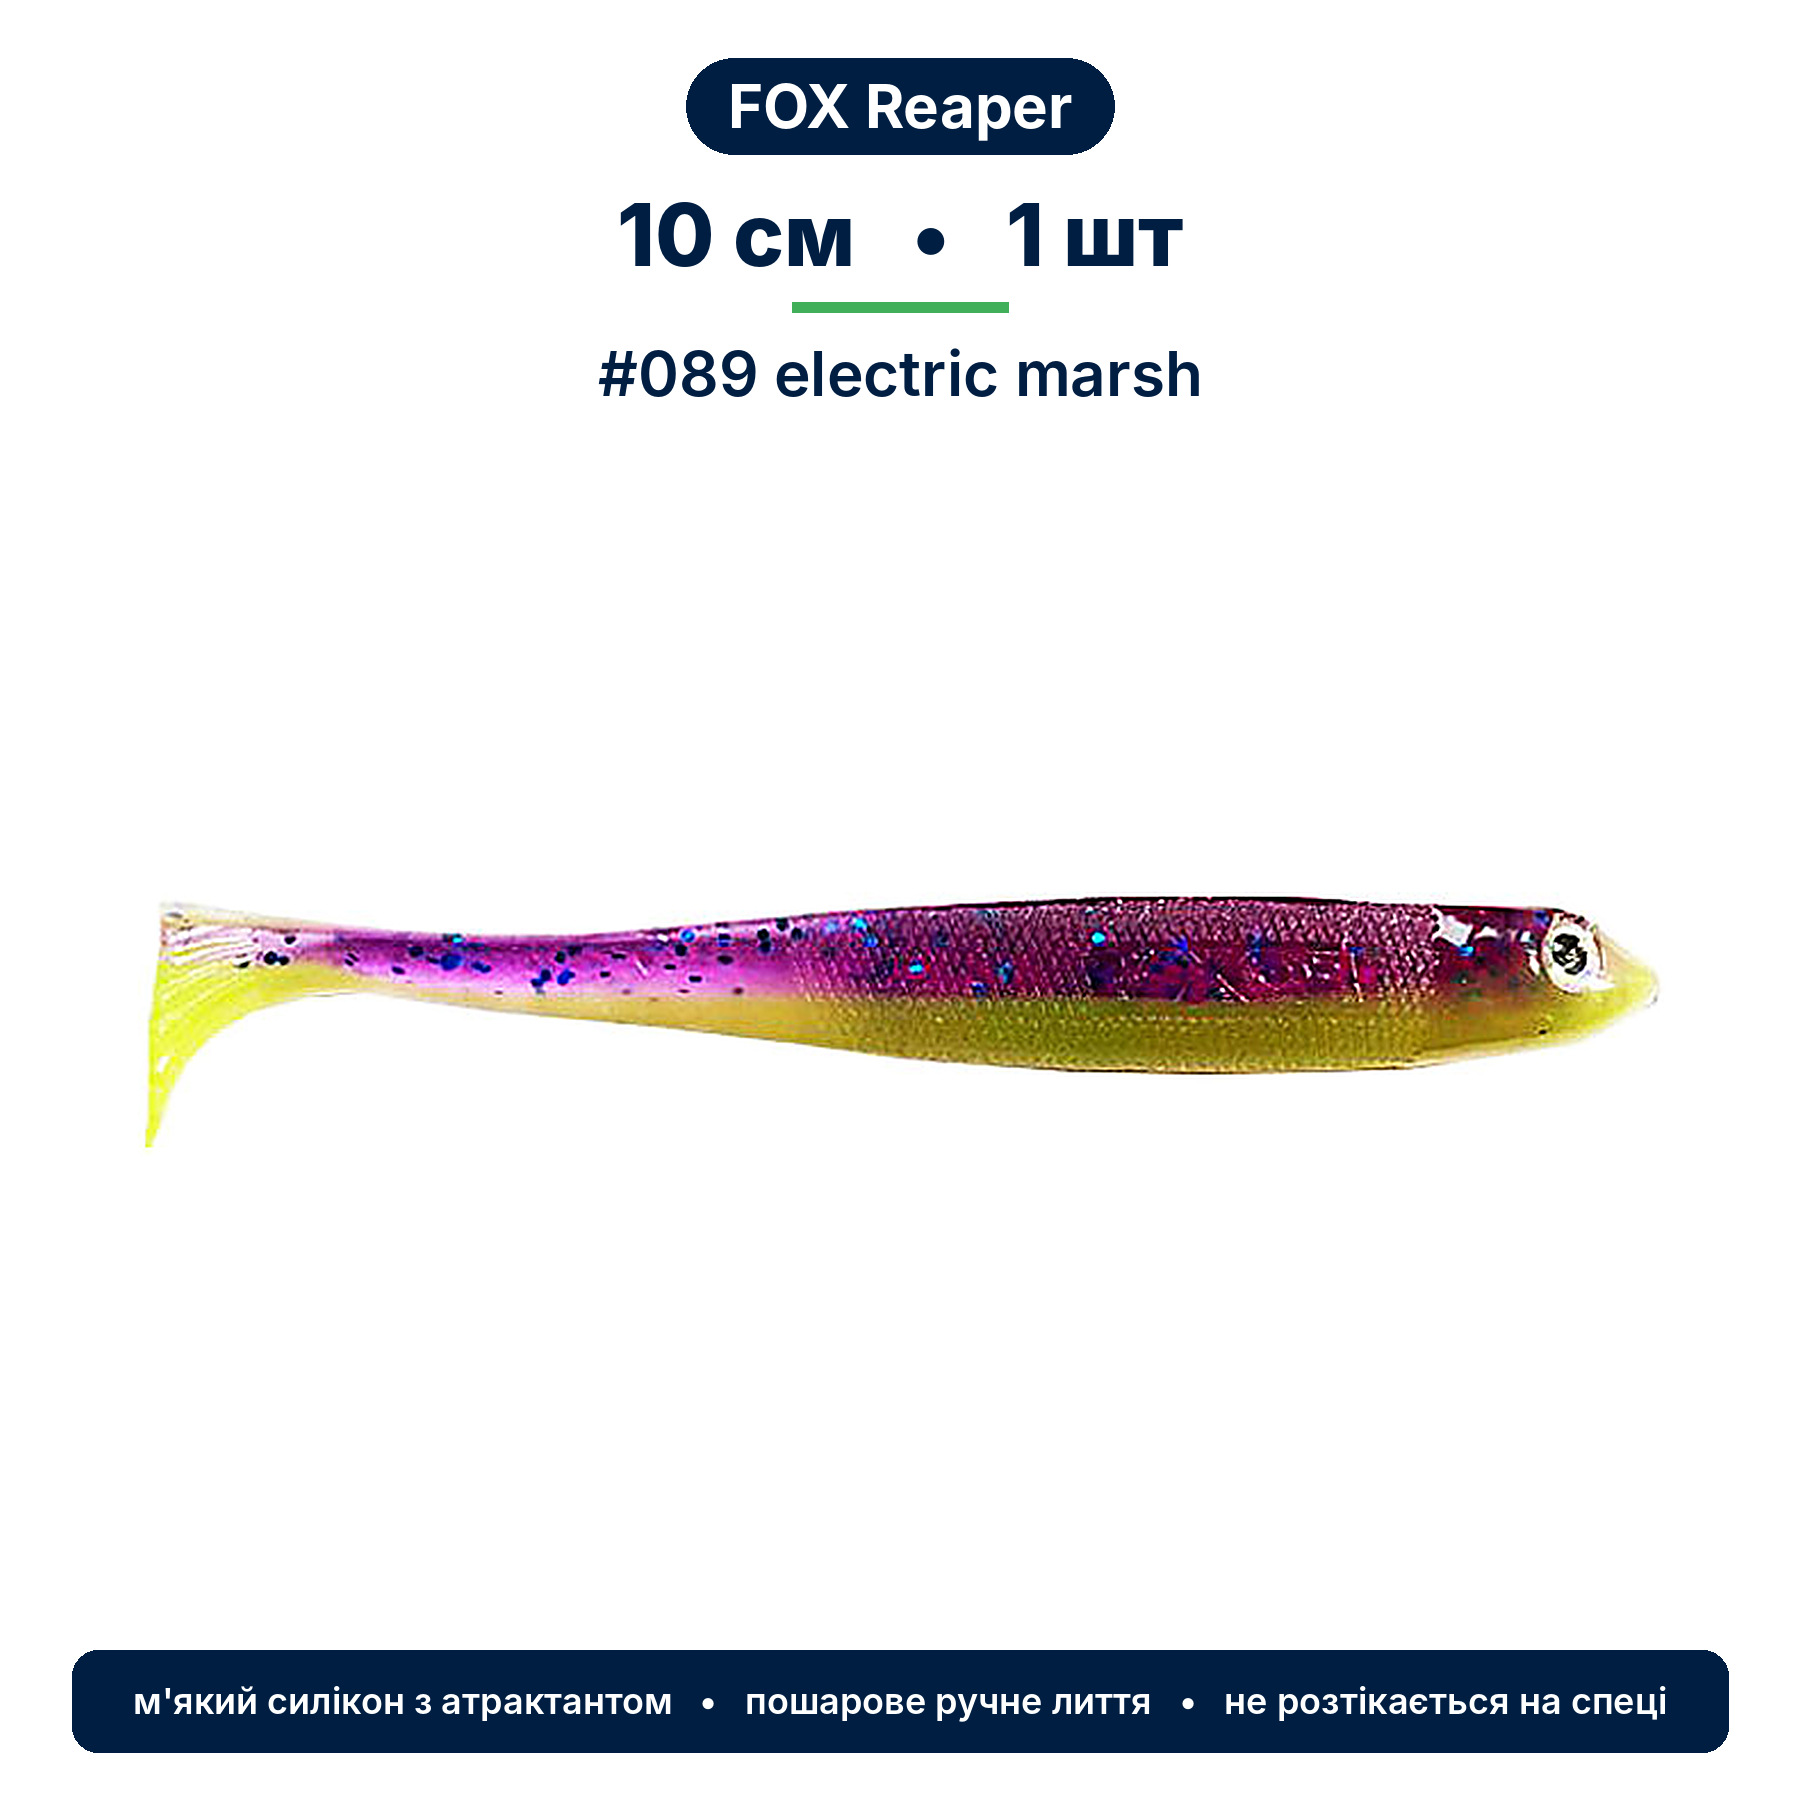 FOX Reaper
10 см • 1 шт
#089 electric marsh
м'який силікон з атрактантом • пошарове ручне лиття • не розтікається на спеці